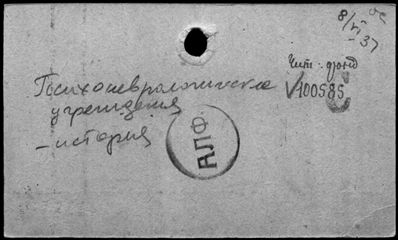 8/VI 37
Чит. фонд
V100585
Психоневрологические
учреждения
– история
АЛФ.